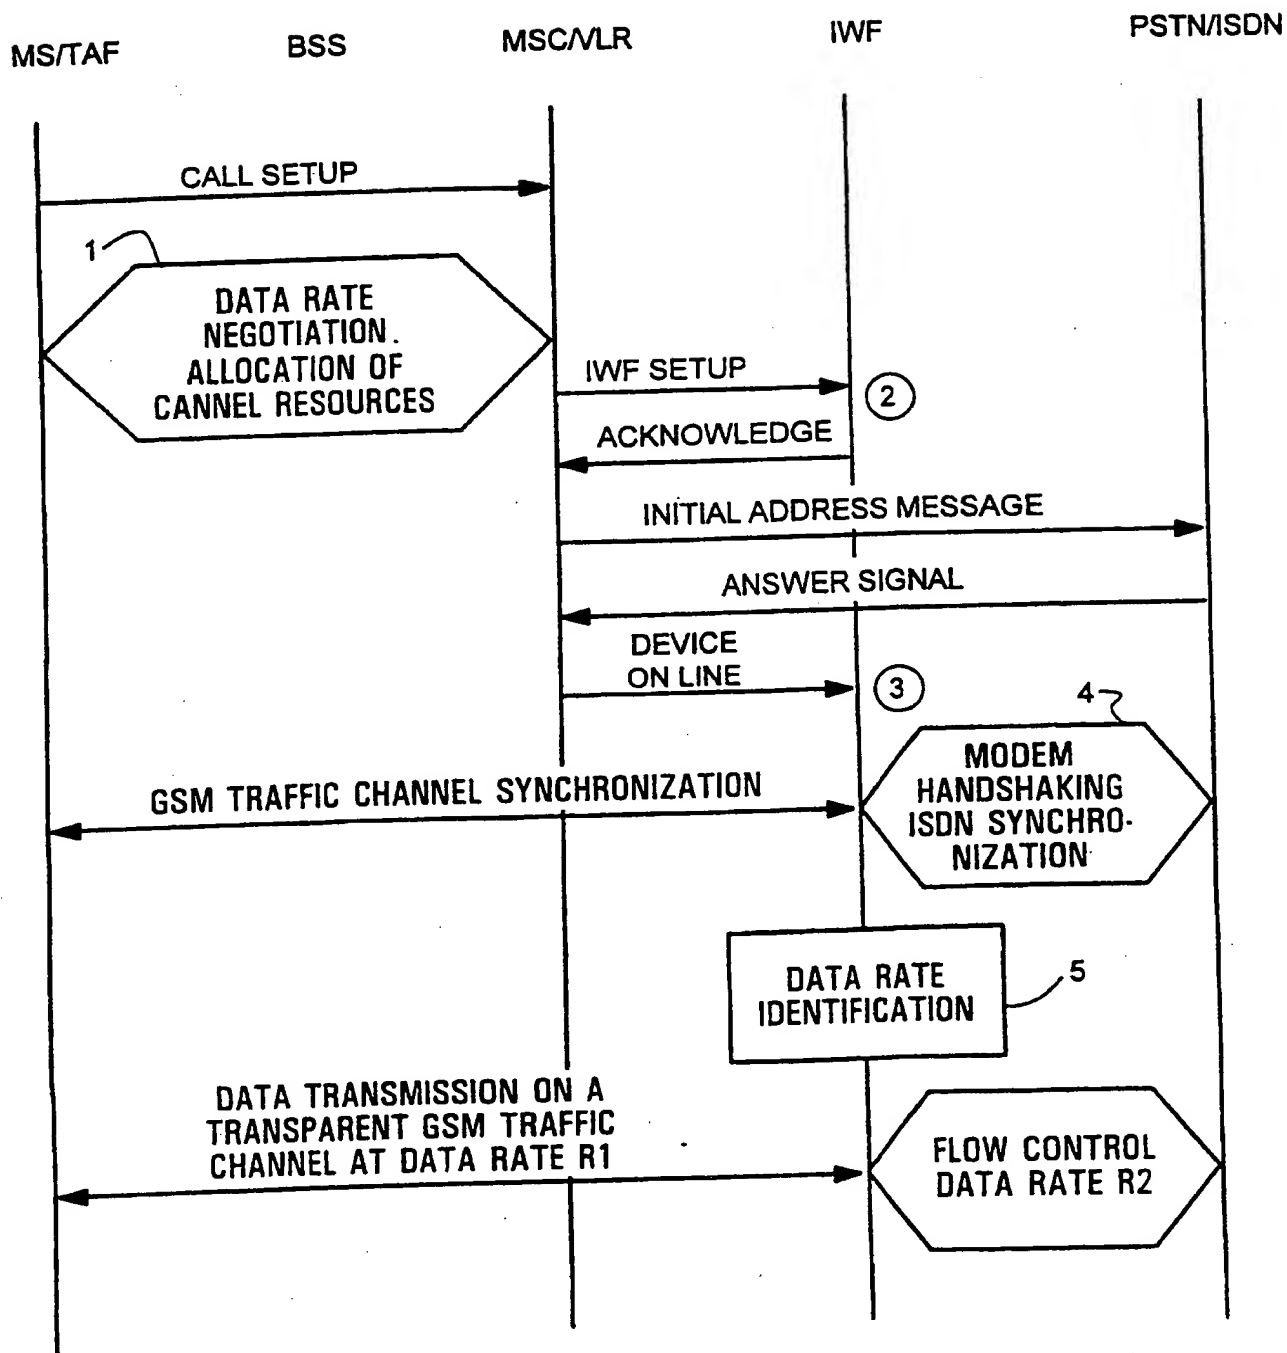 MS/TAF
BSS
MSC/VLR
IWF
PSTN/ISDN
CALL SETUP
1
DATA RATE
NEGOTIATION.
ALLOCATION OF
CANNEL RESOURCES
IWF SETUP
2
ACKNOWLEDGE
INITIAL ADDRESS MESSAGE
ANSWER SIGNAL
DEVICE
ON LINE
3
4
GSM TRAFFIC CHANNEL SYNCHRONIZATION
MODEM
HANDSHAKING
ISDN SYNCHRO-
NIZATION
DATA RATE
IDENTIFICATION
5
DATA TRANSMISSION ON A
TRANSPARENT GSM TRAFFIC
CHANNEL AT DATA RATE R1
FLOW CONTROL
DATA RATE R2